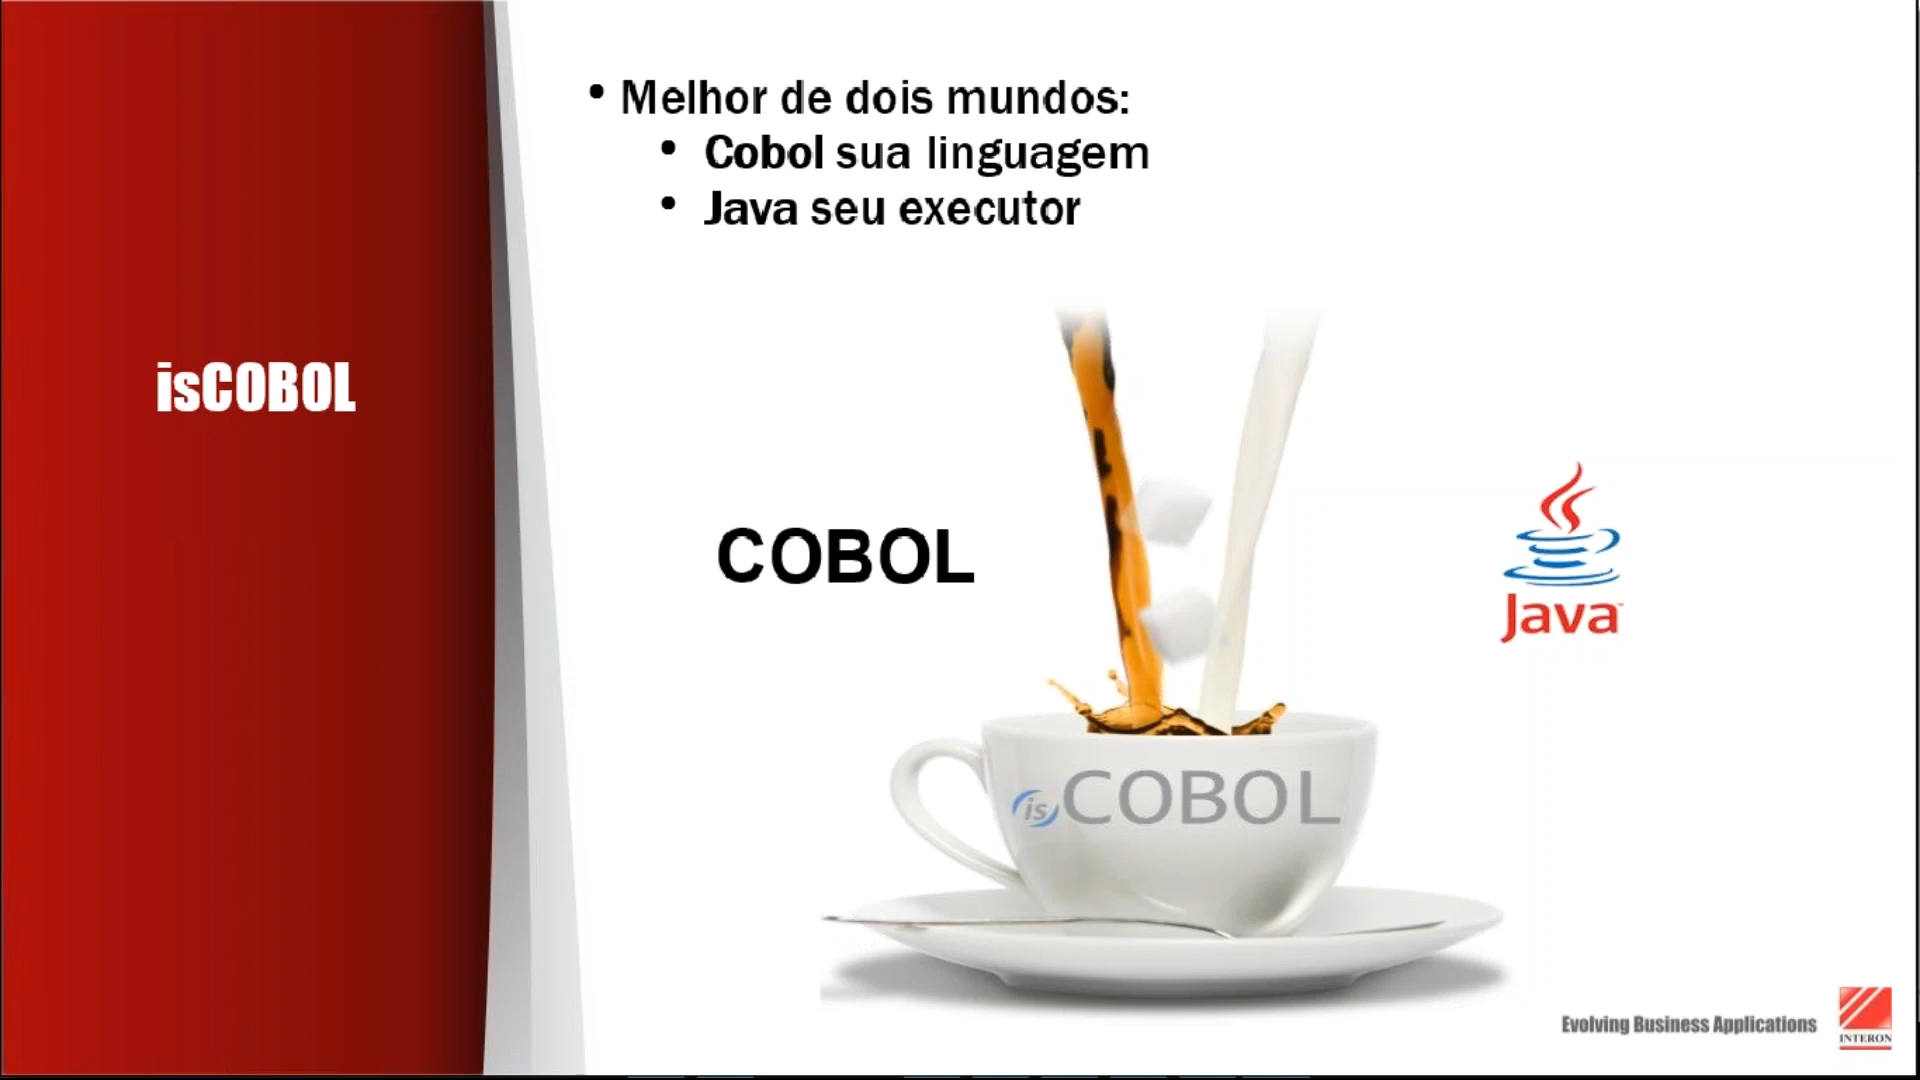 • Melhor de dois mundos:
• Cobol sua linguagem
• Java seu executor
isCOBOL
COBOL
Java
isCOBOL
Evolving Business Applications
INTERON